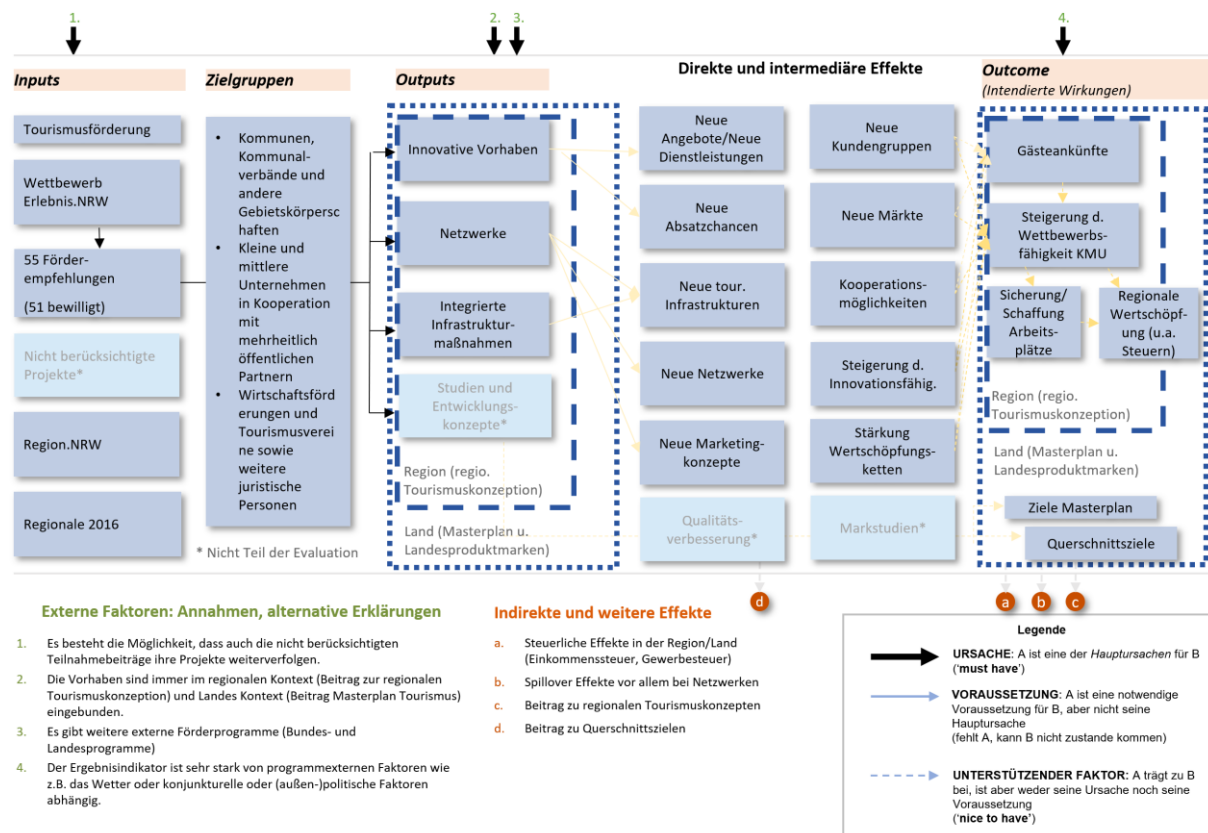 1.
2.
3.
4.
Inputs
Zielgruppen
Outputs
Direkte und intermediäre Effekte
Outcome
(Intendierte Wirkungen)
Tourismusförderung
Wettbewerb
Erlebnis.NRW
55 Förder-
empfehlungen
(51 bewilligt)
Nicht berücksichtigte
Projekte*
Region.NRW
Regionale 2016
• Kommunen,
Kommunal-
verbände und
andere
Gebietskörpersc
haften
• Kleine und
mittlere
Unternehmen
in Kooperation
mit
mehrheitlich
öffentlichen
Partnern
• Wirtschaftsförd
erungen und
Tourismusverei
ne sowie
weitere
juristische
Personen
* Nicht Teil der Evaluation
Innovative Vorhaben
Netzwerke
Integrierte
Infrastruktur-
maßnahmen
Studien und
Entwicklungs-
konzepte*
Region (regio.
Tourismuskonzeption)
Land (Masterplan u.
Landesproduktmarken)
Neue
Angebote/Neue
Dienstleistungen
Neue
Absatzchancen
Neue tour.
Infrastrukturen
Neue Netzwerke
Neue Marketing-
konzepte
Qualitäts-
verbesserung*
Neue
Kundengruppen
Neue Märkte
Kooperations-
möglichkeiten
Steigerung d.
Innovationsfähig.
Stärkung
Wertschöpfungs-
ketten
Markstudien*
Gästeankünfte
Steigerung d.
Wettbewerbs-
fähigkeit KMU
Sicherung/
Schaffung
Arbeits-
plätze
Regionale
Wertschöpf-
ung (u.a.
Steuern)
Region (regio.
Tourismuskonzeption)
Land (Masterplan u.
Landesproduktmarken)
Ziele Masterplan
Querschnittsziele
d
a
b
c
Externe Faktoren: Annahmen, alternative Erklärungen
1. Es besteht die Möglichkeit, dass auch die nicht berücksichtigten
Teilnahmebeiträge ihre Projekte weiterverfolgen.
2. Die Vorhaben sind immer im regionalen Kontext (Beitrag zur regionalen
Tourismuskonzeption) und Landes Kontext (Beitrag Masterplan Tourismus)
eingebunden.
3. Es gibt weitere externe Förderprogramme (Bundes- und
Landesprogramme)
4. Der Ergebnisindikator ist sehr stark von programmexternen Faktoren wie
z.B. das Wetter oder konjunkturelle oder (außen-)politische Faktoren
abhängig.
Indirekte und weitere Effekte
a. Steuerliche Effekte in der Region/Land
(Einkommenssteuer, Gewerbesteuer)
b. Spillover Effekte vor allem bei Netzwerken
c. Beitrag zu regionalen Tourismuskonzepten
d. Beitrag zu Querschnittzielen
Legende
URSACHE: A ist eine der Hauptursachen für B
('must have')
VORAUSSETZUNG: A ist eine notwendige
Voraussetzung für B, aber nicht seine
Hauptursache
(fehlt A, kann B nicht zustande kommen)
UNTERSTÜTZENDER FAKTOR: A trägt zu B
bei, ist aber weder seine Ursache noch seine
Voraussetzung
('nice to have')